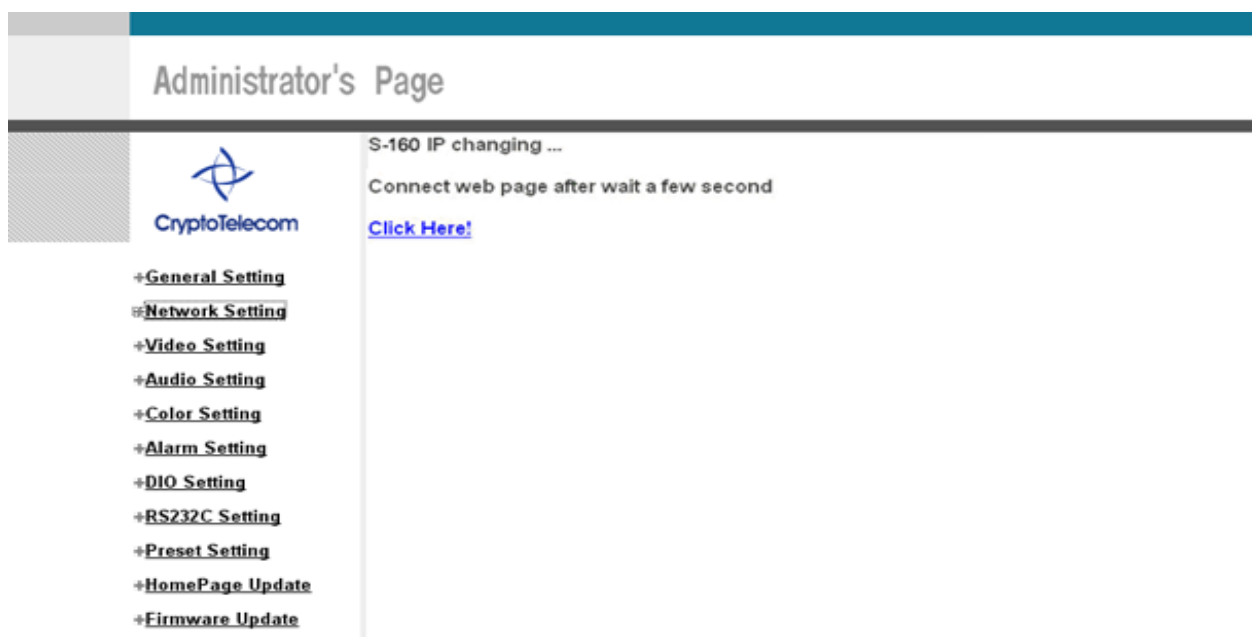 Administrator's Page
S-160 IP changing ...
Connect web page after wait a few second
Click Here!
CryptoTelecom
+General Setting
Network Setting
+Video Setting
+Audio Setting
+Color Setting
+Alarm Setting
+DIO Setting
+RS232C Setting
+Preset Setting
+HomePage Update
+Firmware Update